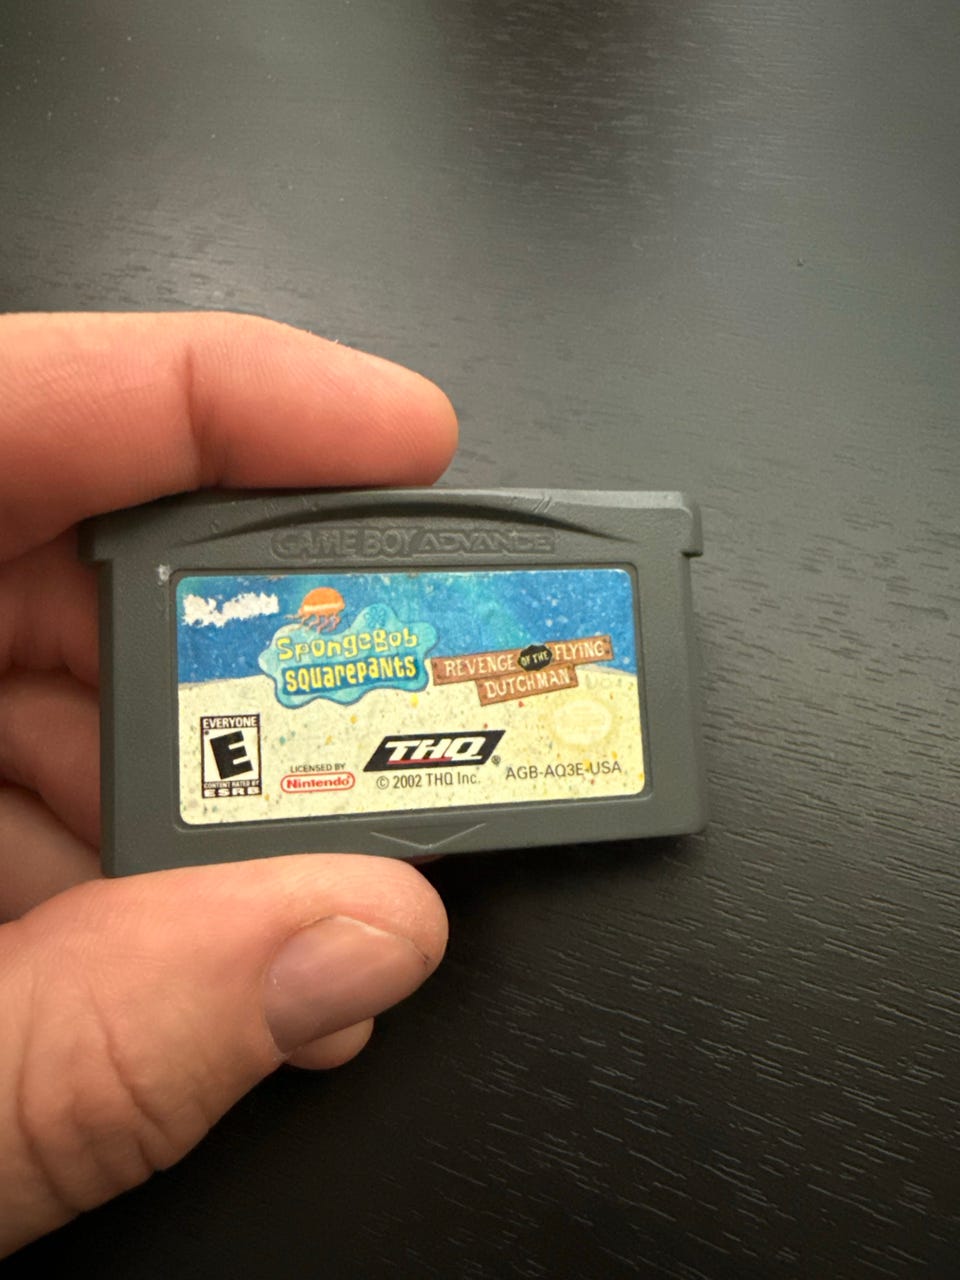 GAME BOY ADVANCE
SpongeBob
SQUAREPANTS
REVENGE OF THE FLYING
DUTCHMAN
EVERYONE
E
CONTENT RATED BY
ESRB
LICENSED BY
Nintendo
THQ®
© 2002 THQ Inc.
AGB-AQ3E-USA